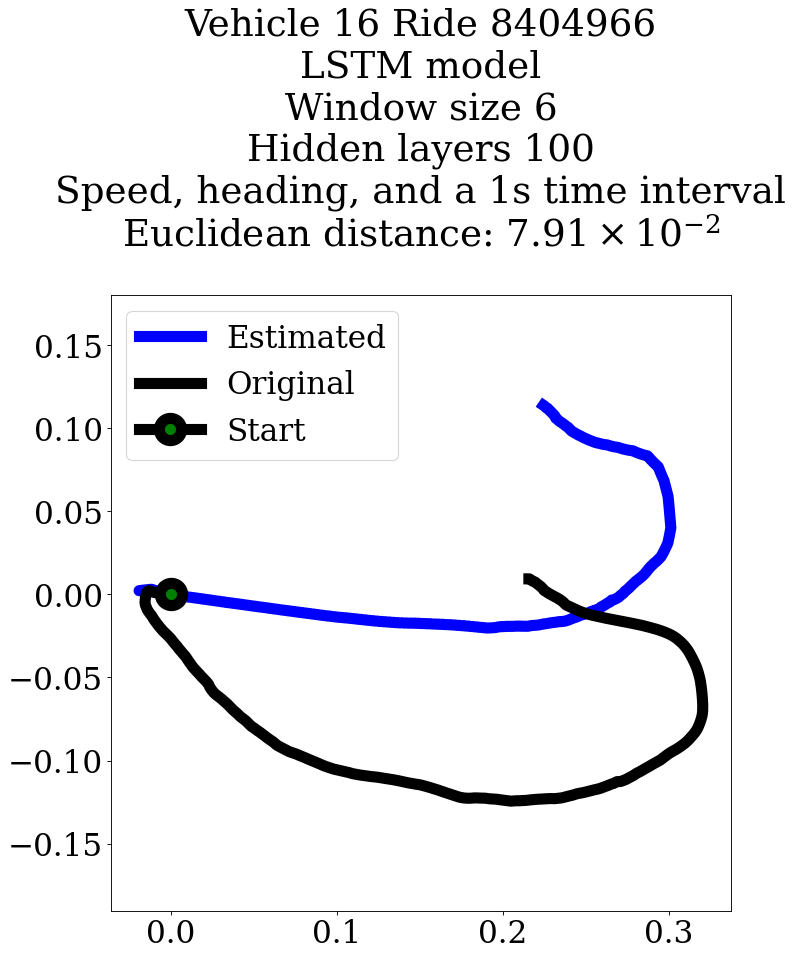 Vehicle 16 Ride 8404966
LSTM model
Window size 6
Hidden layers 100
Speed, heading, and a 1s time interval
Euclidean distance: 7.91 × 10⁻²
Estimated
Original
Start
0.15
0.10
0.05
0.00
−0.05
−0.10
−0.15
0.0 0.1 0.2 0.3